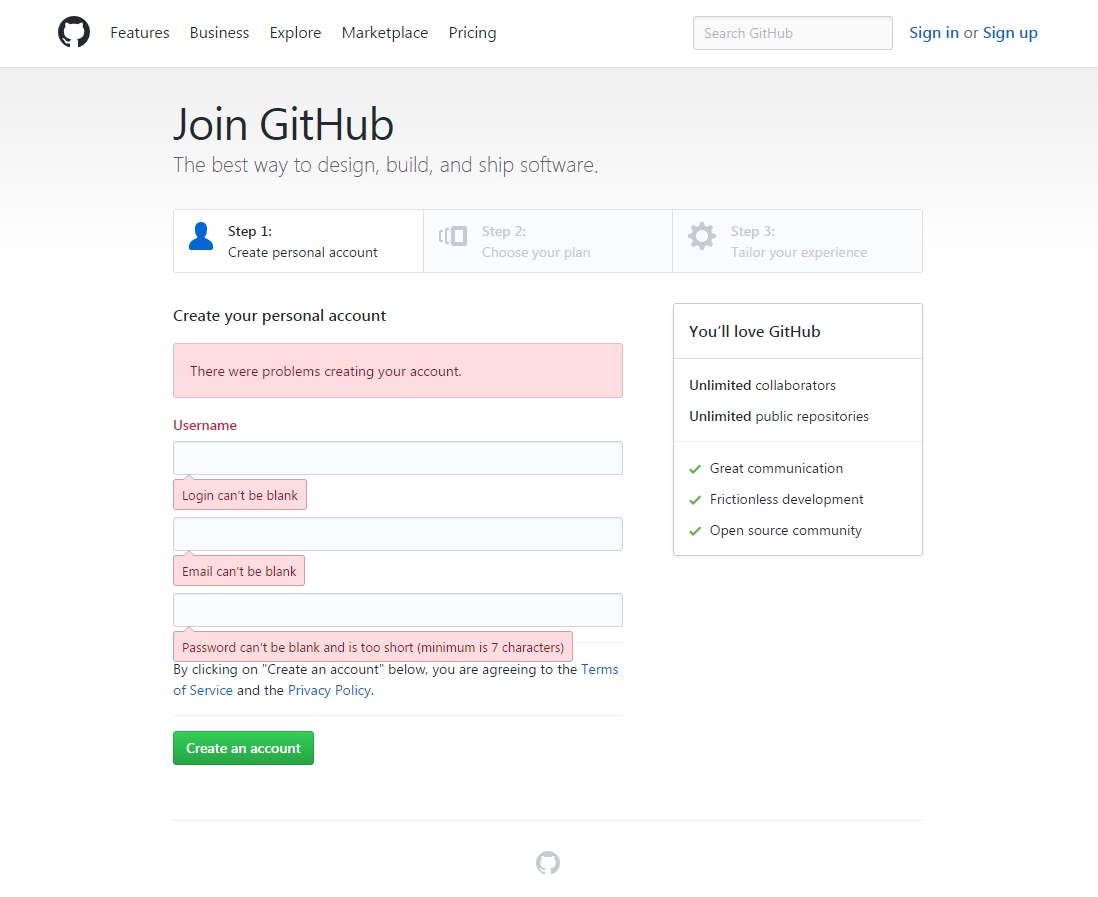 Features Business Explore Marketplace Pricing Search GitHub Sign in or Sign up
Join GitHub
The best way to design, build, and ship software.
Step 1:
Create personal account
Step 2:
Choose your plan
Step 3:
Tailor your experience
Create your personal account
There were problems creating your account.
Username
Login can't be blank
Email can't be blank
Password can't be blank and is too short (minimum is 7 characters)
By clicking on "Create an account" below, you are agreeing to the Terms
of Service and the Privacy Policy.
Create an account
You’ll love GitHub
Unlimited collaborators
Unlimited public repositories
Great communication
Frictionless development
Open source community